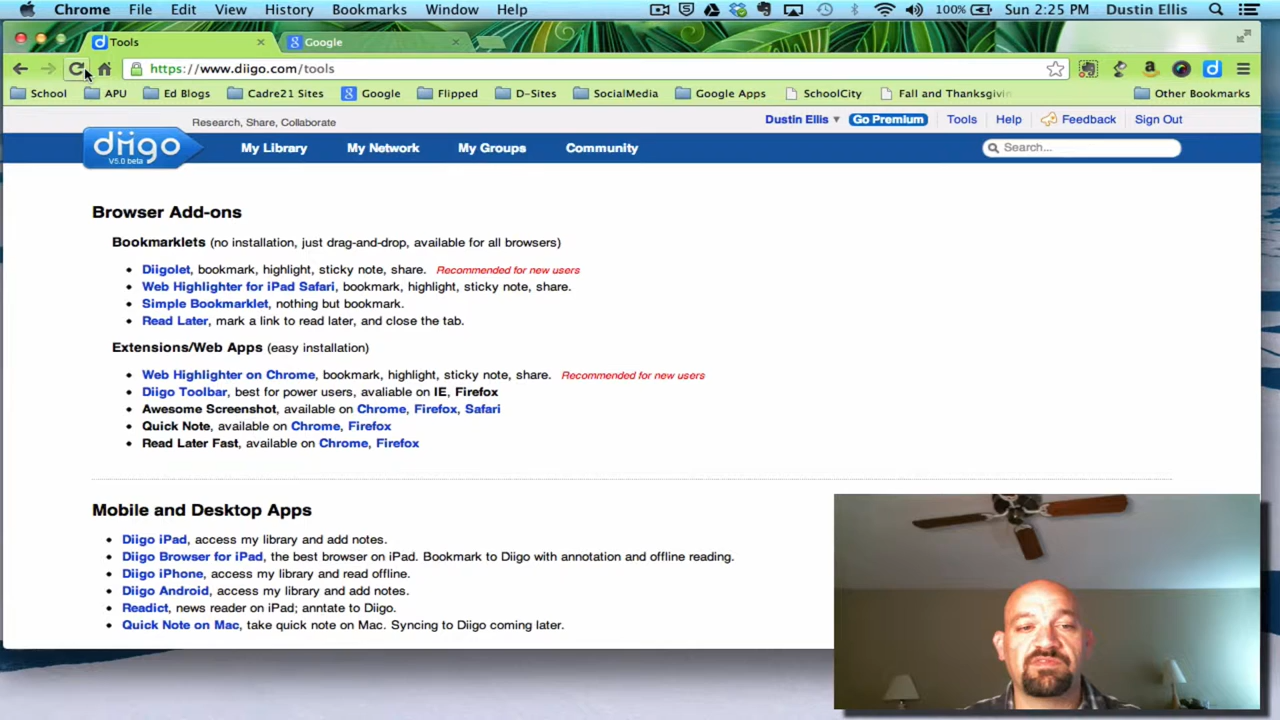 Chrome File Edit View History Bookmarks Window Help 100% Sun 2:25 PM Dustin Ellis
Tools Google
https://www.diigo.com/tools
School APU Ed Blogs Cadre21 Sites Google Flipped D-Sites SocialMedia Google Apps SchoolCity Fall and Thanksgivin Other Bookmarks
Research, Share, Collaborate Dustin Ellis Go Premium Tools Help Feedback Sign Out
diigo My Library My Network My Groups Community Search...
V5.0 beta
Browser Add-ons
Bookmarklets (no installation, just drag-and-drop, available for all browsers)
• Diigolet, bookmark, highlight, sticky note, share. Recommended for new users
• Web Highlighter for iPad Safari, bookmark, highlight, sticky note, share.
• Simple Bookmarklet, nothing but bookmark.
• Read Later, mark a link to read later, and close the tab.
Extensions/Web Apps (easy installation)
• Web Highlighter on Chrome, bookmark, highlight, sticky note, share. Recommended for new users
• Diigo Toolbar, best for power users, avaliable on IE, Firefox
• Awesome Screenshot, available on Chrome, Firefox, Safari
• Quick Note, available on Chrome, Firefox
• Read Later Fast, available on Chrome, Firefox
Mobile and Desktop Apps
• Diigo iPad, access my library and add notes.
• Diigo Browser for iPad, the best browser on iPad. Bookmark to Diigo with annotation and offline reading.
• Diigo iPhone, access my library and read offline.
• Diigo Android, access my library and add notes.
• Readict, news reader on iPad; anntate to Diigo.
• Quick Note on Mac, take quick note on Mac. Syncing to Diigo coming later.